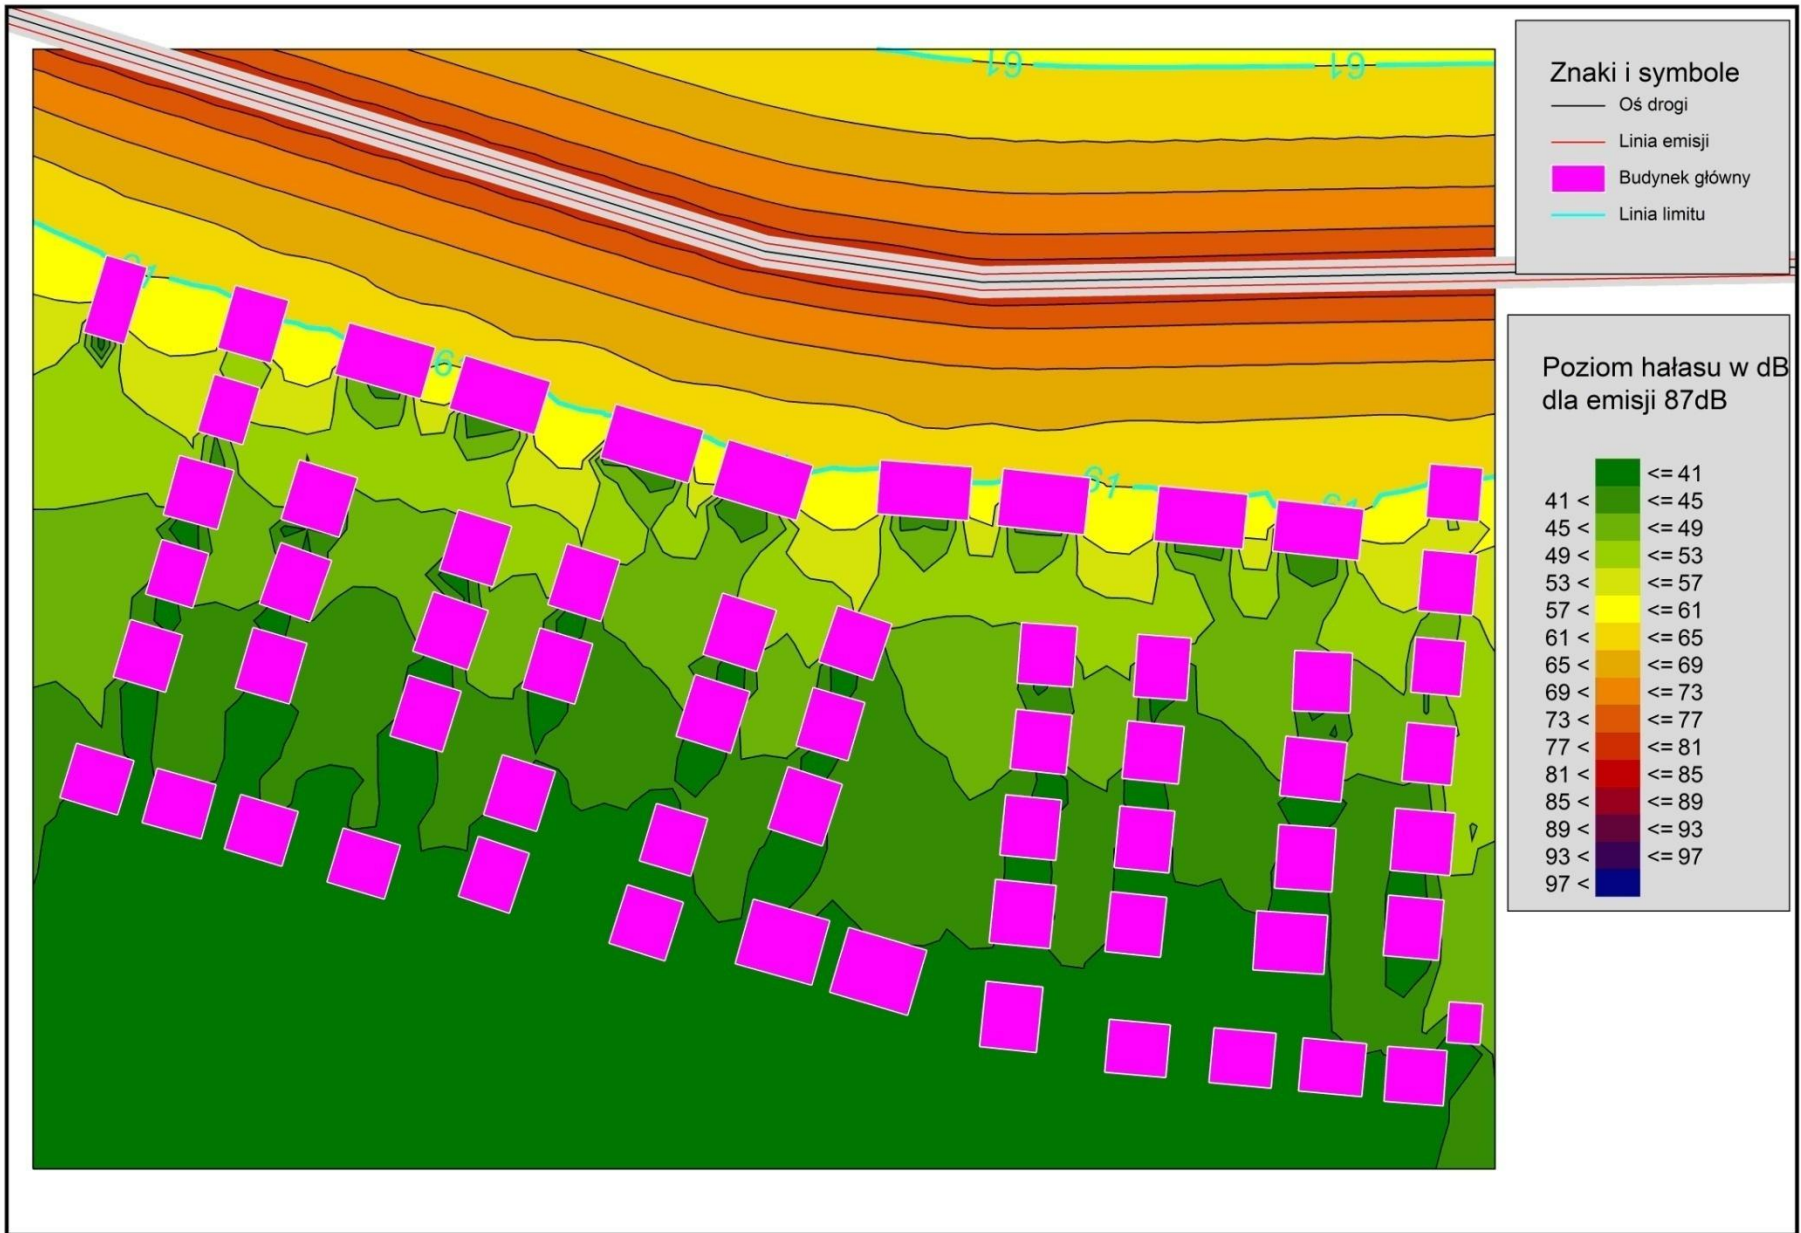 61
61
61
61
61
61
Znaki i symbole
Oś drogi
Linia emisji
Budynek główny
Linia limitu
Poziom hałasu w dB
dla emisji 87dB
<= 41
41 < <= 45
45 < <= 49
49 < <= 53
53 < <= 57
57 < <= 61
61 < <= 65
65 < <= 69
69 < <= 73
73 < <= 77
77 < <= 81
81 < <= 85
85 < <= 89
89 < <= 93
93 < <= 97
97 <